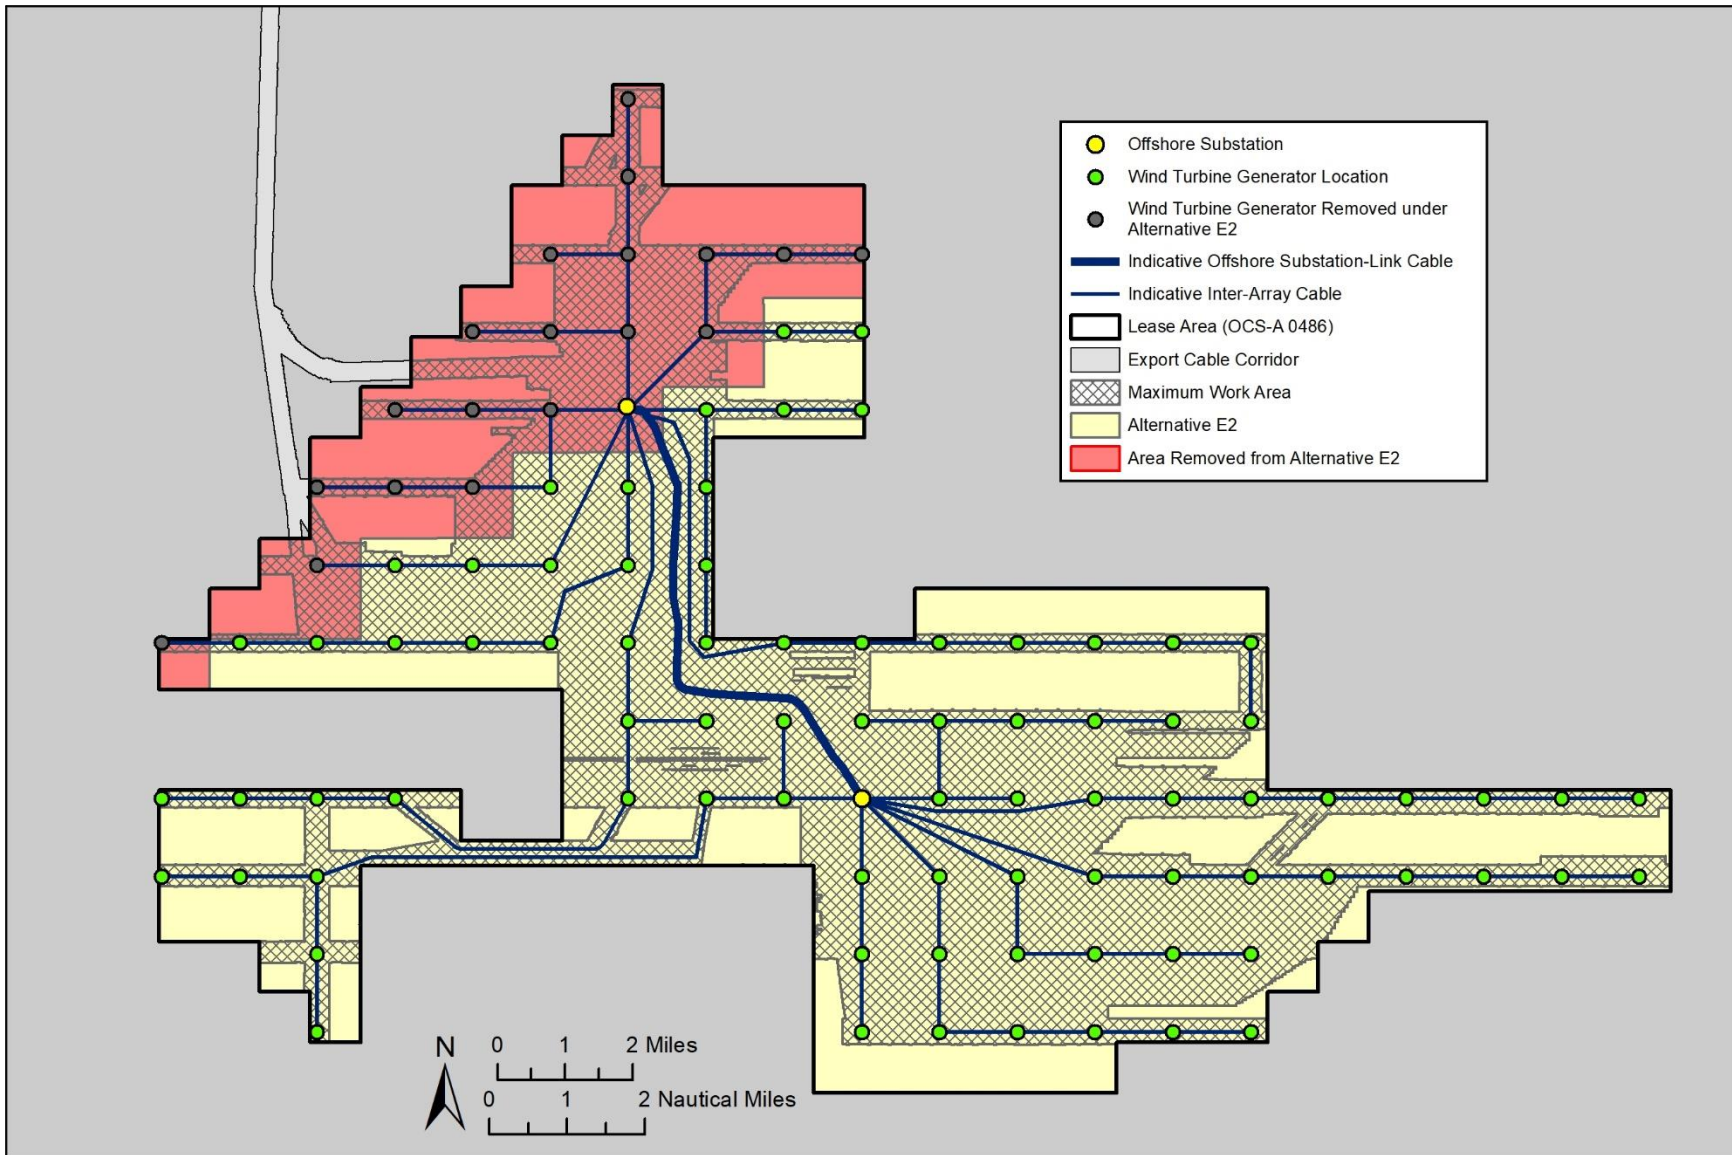 Offshore Substation
Wind Turbine Generator Location
Wind Turbine Generator Removed under
Alternative E2
Indicative Offshore Substation-Link Cable
Indicative Inter-Array Cable
Lease Area (OCS-A 0486)
Export Cable Corridor
Maximum Work Area
Alternative E2
Area Removed from Alternative E2
N
0 1 2 Miles
0 1 2 Nautical Miles